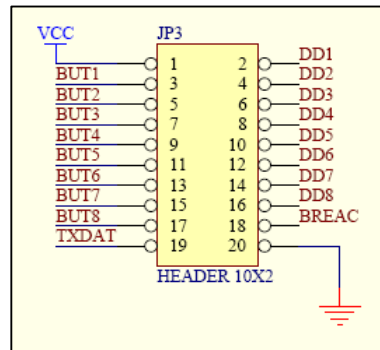 VCC JP3
1 2 DD1
BUT1 3 4 DD2
BUT2 5 6 DD3
BUT3 7 8 DD4
BUT4 9 10 DD5
BUT5 11 12 DD6
BUT6 13 14 DD7
BUT7 15 16 DD8
BUT8 17 18 BREAC
TXDAT 19 20
HEADER 10X2